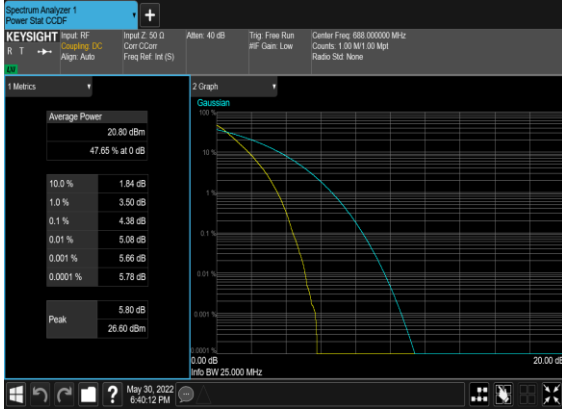 Spectrum Analyzer 1
Power Stat CCDF
+
KEYSIGHT
R T
LXI
Input: RF
Coupling: DC
Align: Auto
Input Z: 50 Ω
Corr CCorr
Freq Ref: Int (S)
Atten: 40 dB
Trig: Free Run
#IF Gain: Low
Center Freq: 688.000000 MHz
Counts: 1.00 M/1.00 Mpt
Radio Std: None
1 Metrics
Average Power
20.80 dBm
47.65 % at 0 dB
10.0 % 1.84 dB
1.0 % 3.50 dB
0.1 % 4.38 dB
0.01 % 5.08 dB
0.001 % 5.66 dB
0.0001 % 5.78 dB
Peak
5.80 dB
26.60 dBm
2 Graph
Gaussian
100 %
10 %
1 %
0.1 %
0.01 %
0.001 %
0.0001 %
0.00 dB 20.00 dB
Info BW 25.000 MHz
?
May 30, 2022
6:40:12 PM